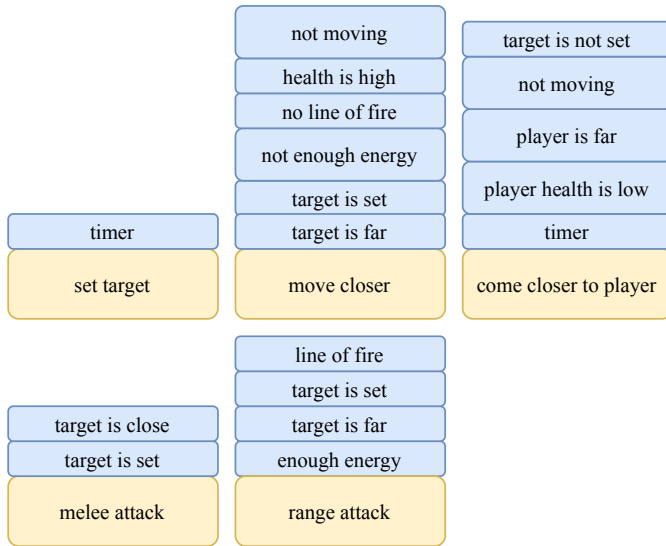 timer
set target
not moving
health is high
no line of fire
not enough energy
target is set
target is far
move closer
target is not set
not moving
player is far
player health is low
timer
come closer to player
target is close
target is set
melee attack
line of fire
target is set
target is far
enough energy
range attack